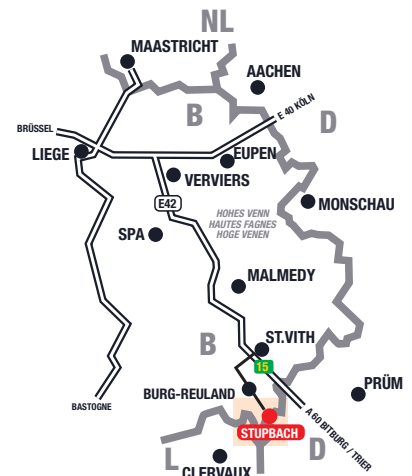 NL
MAASTRICHT
AACHEN
B
D
E 40 KÖLN
BRÜSSEL
LIEGE
EUPEN
VERVIERS
E42
MONSCHAU
HOHES VENN
HAUTES FAGNES
HOGE VENEN
SPA
MALMEDY
B
ST.VITH
15
PRÜM
BURG-REULAND
BASTOGNE
A 60 BITBURG / TRIER
STUPBACH
L
D
CLERVAUX